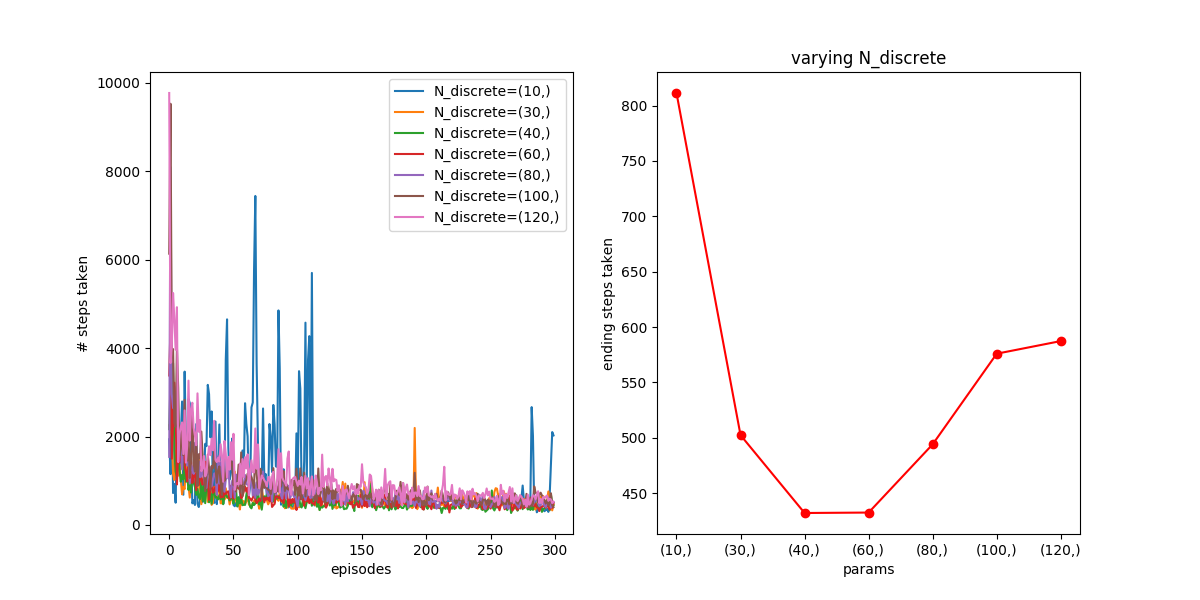 10000
8000
6000
4000
2000
0
# steps taken
0 50 100 150 200 250 300
episodes
N_discrete=(10,)
N_discrete=(30,)
N_discrete=(40,)
N_discrete=(60,)
N_discrete=(80,)
N_discrete=(100,)
N_discrete=(120,)
varying N_discrete
800
750
700
650
600
550
500
450
ending steps taken
(10,) (30,) (40,) (60,) (80,) (100,) (120,)
params